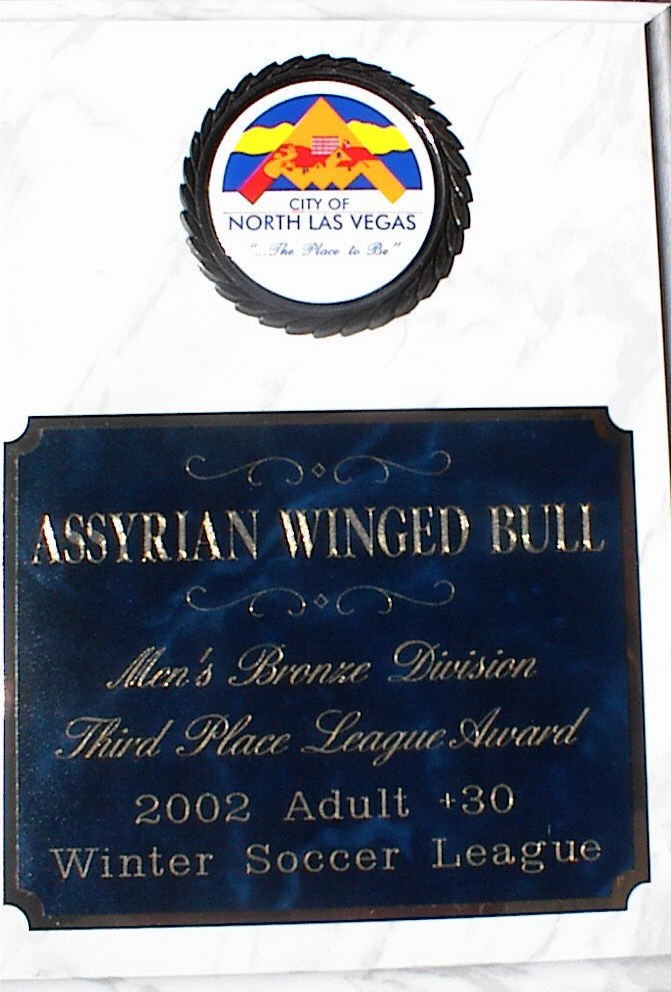 CITY OF
NORTH LAS VEGAS
"...The Place to Be"
ASSYRIAN WINGED BULL
Men's Bronze Division
Third Place League Award
2002 Adult +30
Winter Soccer League